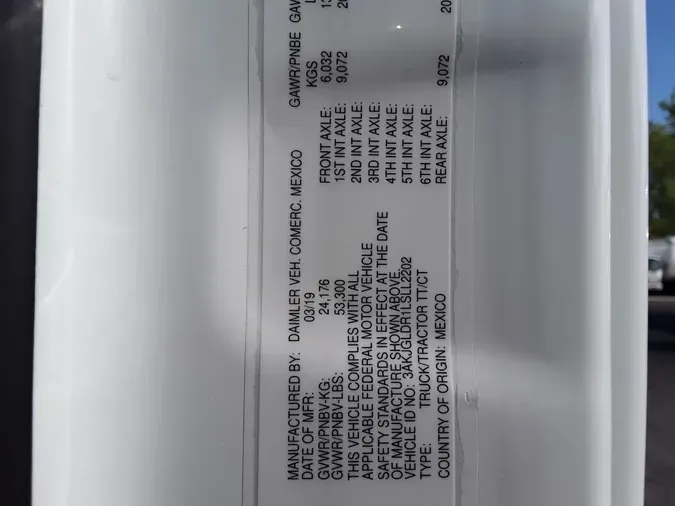 MANUFACTURED BY: DAIMLER VEH. COMERC. MEXICO
DATE OF MFR: 03/19
GVWR/PNBV-KG: 24,176
GVWR/PNBV-LBS: 53,300
THIS VEHICLE COMPLIES WITH ALL
APPLICABLE FEDERAL MOTOR VEHICLE
SAFETY STANDARDS IN EFFECT AT THE DATE
OF MANUFACTURE SHOWN ABOVE.
VEHICLE ID NO: 3AKJGLDR1LSLL2202
TYPE: TRUCK/TRACTOR TT/CT
COUNTRY OF ORIGIN: MEXICO
GAWR/PNBE GAW
KGS
FRONT AXLE: 6,032 13
1ST INT AXLE: 9,072 20
2ND INT AXLE:
3RD INT AXLE:
4TH INT AXLE:
5TH INT AXLE:
6TH INT AXLE:
REAR AXLE: 9,072 20